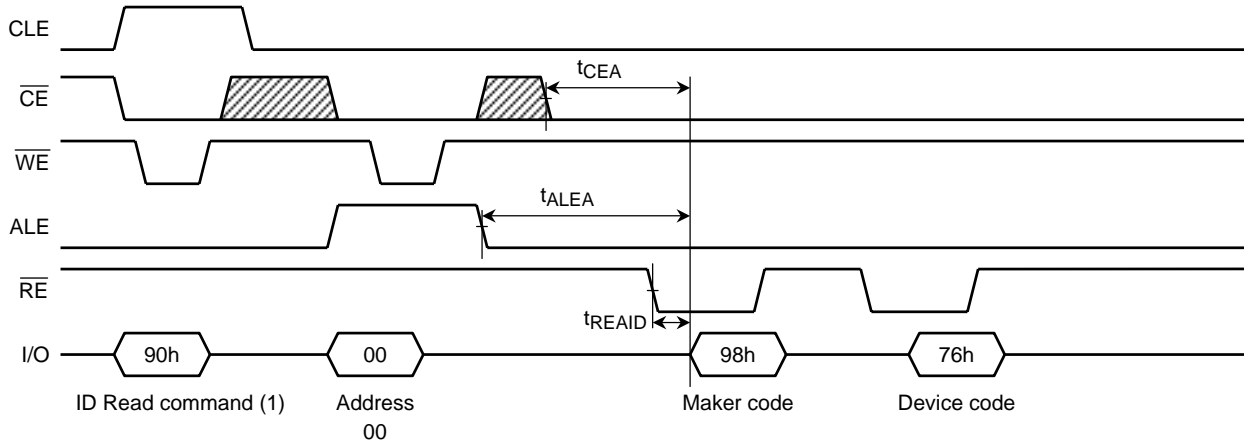 CLE
tCEA
CE
WE
tALEA
ALE
RE
tREAID
I/O 90h 00 98h 76h
ID Read command (1) Address Maker code Device code
00